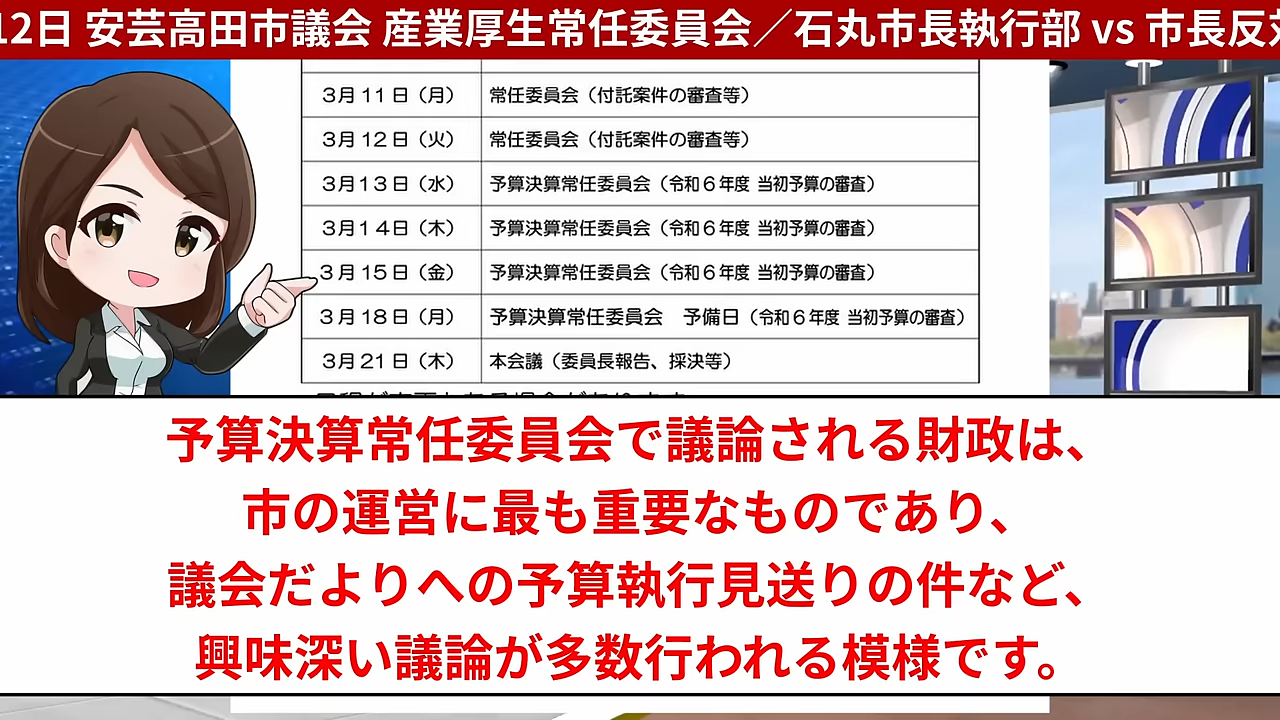 12日 安芸高田市議会 産業厚生常任委員会／石丸市長執行部 vs 市長反
3月11日（月） 常任委員会（付託案件の審査等）
3月12日（火） 常任委員会（付託案件の審査等）
3月13日（水） 予算決算常任委員会（令和6年度 当初予算の審査）
3月14日（木） 予算決算常任委員会（令和6年度 当初予算の審査）
3月15日（金） 予算決算常任委員会（令和6年度 当初予算の審査）
3月18日（月） 予算決算常任委員会 予備日（令和6年度 当初予算の審査）
3月21日（木） 本会議（委員長報告、採決等）
予算決算常任委員会で議論される財政は、
市の運営に最も重要なものであり、
議会だよりへの予算執行見送りの件など、
興味深い議論が多数行われる模様です。